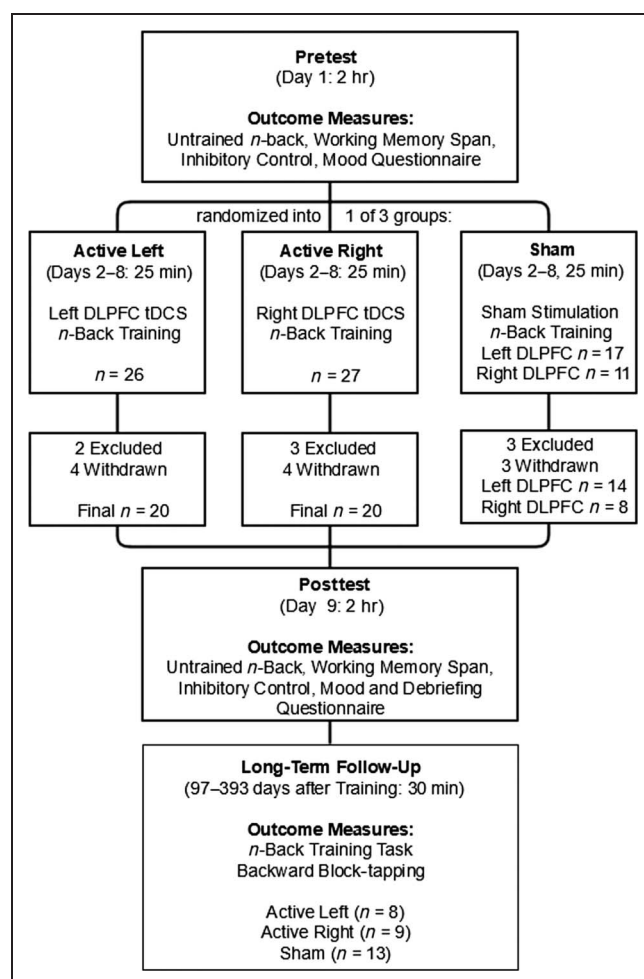 Pretest
(Day 1: 2 hr)
Outcome Measures:
Untrained n-back, Working Memory Span,
Inhibitory Control, Mood Questionnaire
randomized into 1 of 3 groups:
Active Left
(Days 2–8: 25 min)
Left DLPFC tDCS
n-Back Training
n = 26
Active Right
(Days 2–8: 25 min)
Right DLPFC tDCS
n-Back Training
n = 27
Sham
(Days 2–8, 25 min)
Sham Stimulation
n-Back Training
Left DLPFC n = 17
Right DLPFC n = 11
2 Excluded
4 Withdrawn
Final n = 20
3 Excluded
4 Withdrawn
Final n = 20
3 Excluded
3 Withdrawn
Left DLPFC n = 14
Right DLPFC n = 8
Posttest
(Day 9: 2 hr)
Outcome Measures:
Untrained n-Back, Working Memory Span,
Inhibitory Control, Mood and Debriefing
Questionnaire
Long-Term Follow-Up
(97–393 days after Training: 30 min)
Outcome Measures:
n-Back Training Task
Backward Block-tapping
Active Left (n = 8)
Active Right (n = 9)
Sham (n = 13)